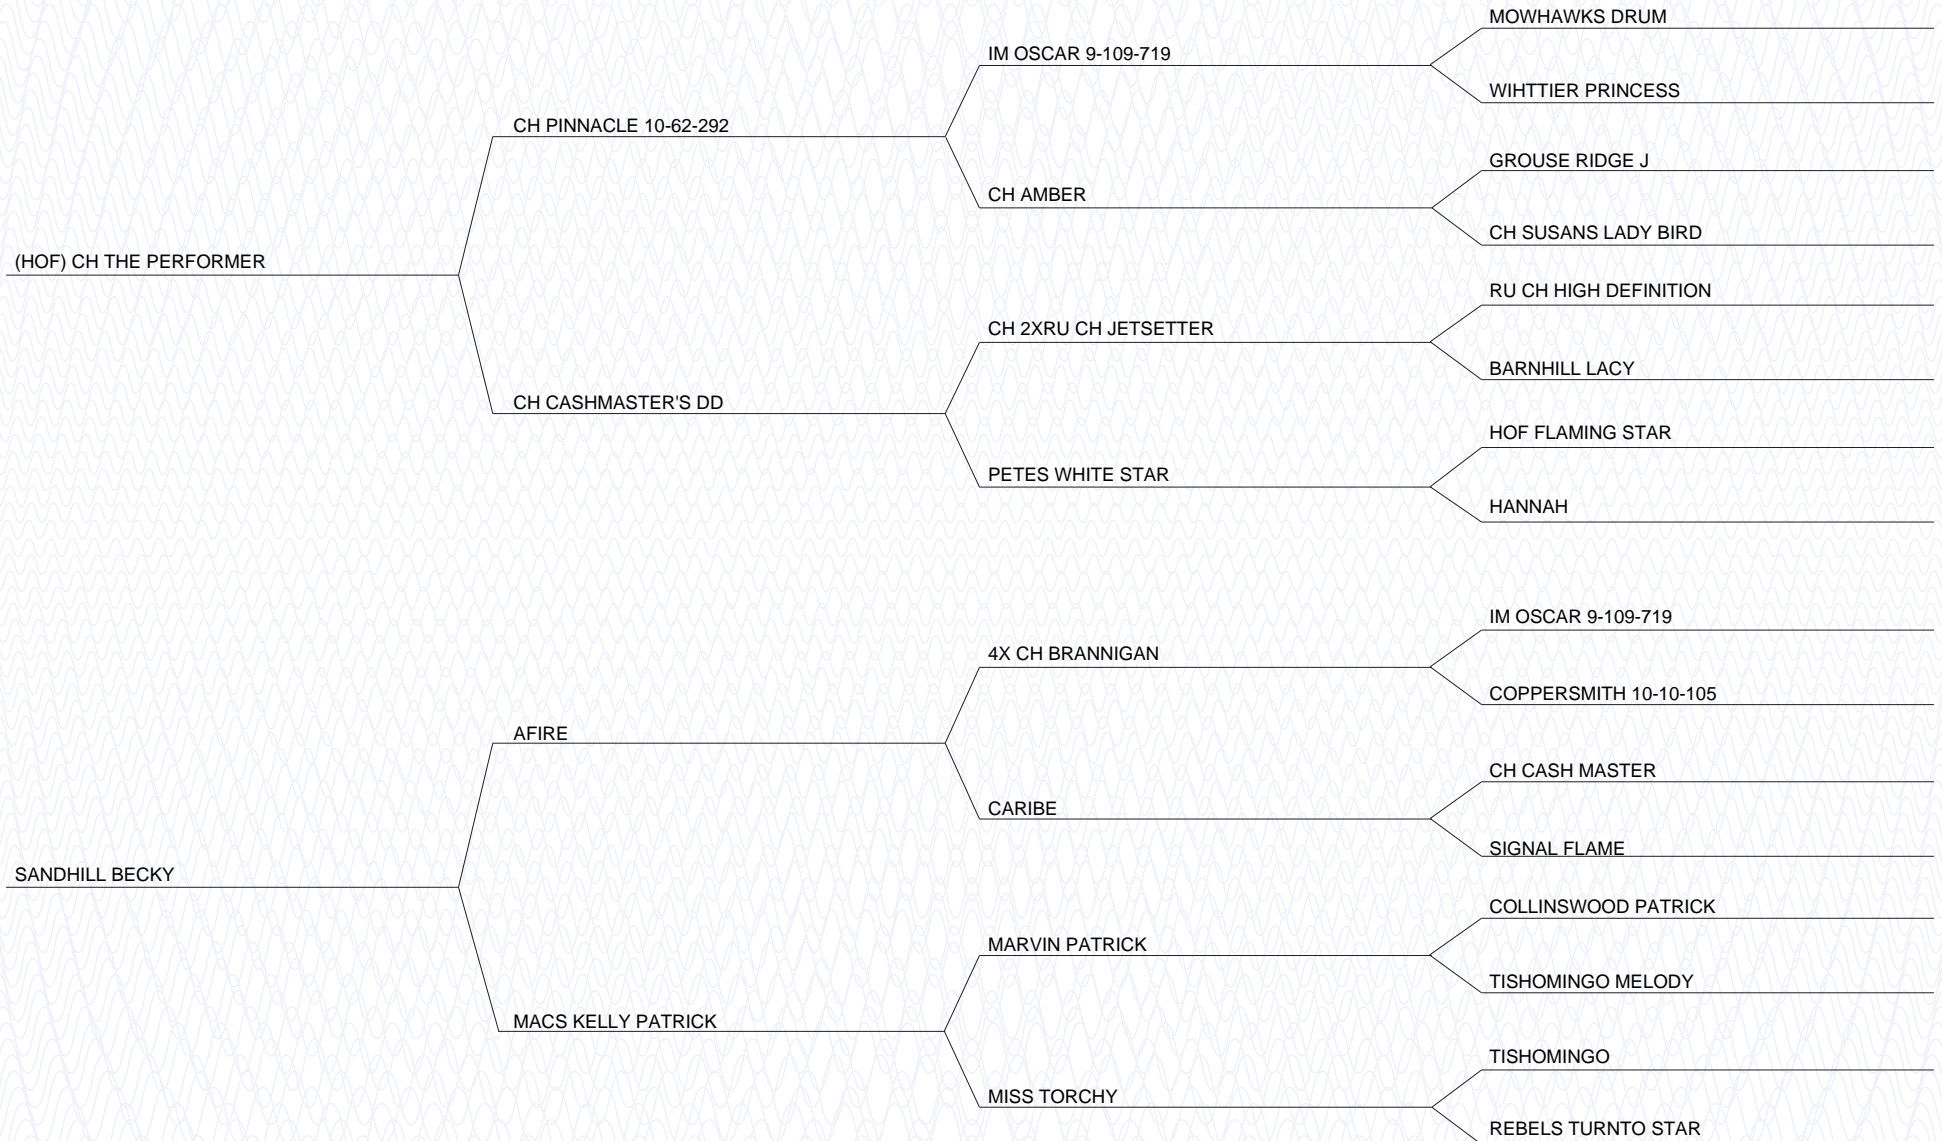 MOWHAWKS DRUM
IM OSCAR 9-109-719
WIHTTIER PRINCESS
CH PINNACLE 10-62-292
GROUSE RIDGE J
CH AMBER
CH SUSANS LADY BIRD
(HOF) CH THE PERFORMER
RU CH HIGH DEFINITION
CH 2XRU CH JETSETTER
BARNHILL LACY
CH CASHMASTER'S DD
HOF FLAMING STAR
PETES WHITE STAR
HANNAH
IM OSCAR 9-109-719
4X CH BRANNIGAN
COPPERSMITH 10-10-105
AFIRE
CH CASH MASTER
CARIBE
SIGNAL FLAME
SANDHILL BECKY
COLLINSWOOD PATRICK
MARVIN PATRICK
TISHOMINGO MELODY
MACS KELLY PATRICK
TISHOMINGO
MISS TORCHY
REBELS TURNTO STAR